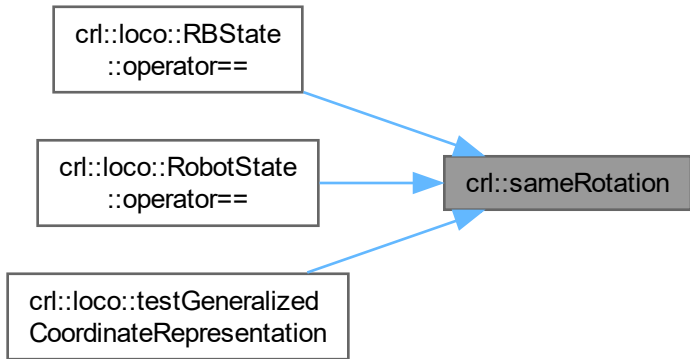 crl::loco::RBState
::operator==
crl::loco::RobotState
::operator==
crl::sameRotation
crl::loco::testGeneralized
CoordinateRepresentation